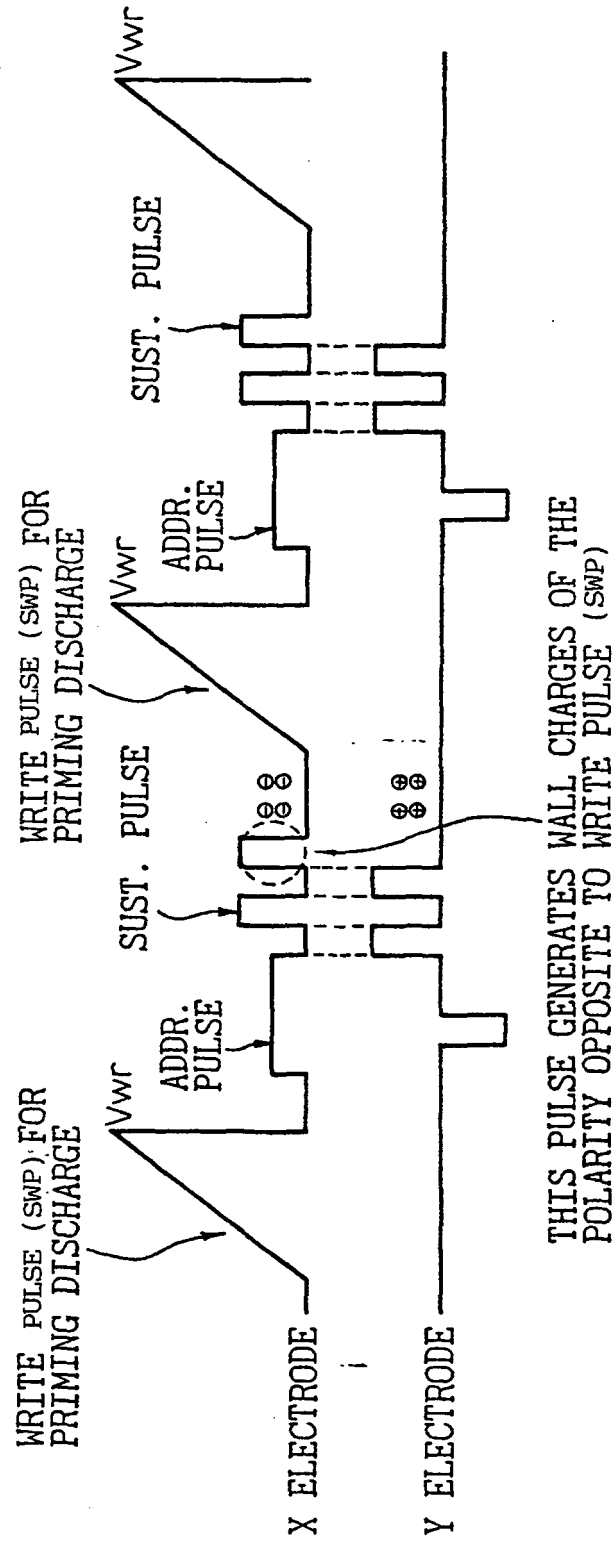 WRITE PULSE (SWP) FOR
PRIMING DISCHARGE
Vwr
ADDR.
PULSE
SUST. PULSE
WRITE PULSE (SWP) FOR
PRIMING DISCHARGE
Vwr
ADDR.
PULSE
SUST. PULSE
Vwr
X ELECTRODE
⊖⊖
⊖⊖
Y ELECTRODE
⊕⊕
⊕⊕
THIS PULSE GENERATES WALL CHARGES OF THE
POLARITY OPPOSITE TO WRITE PULSE (SWP)